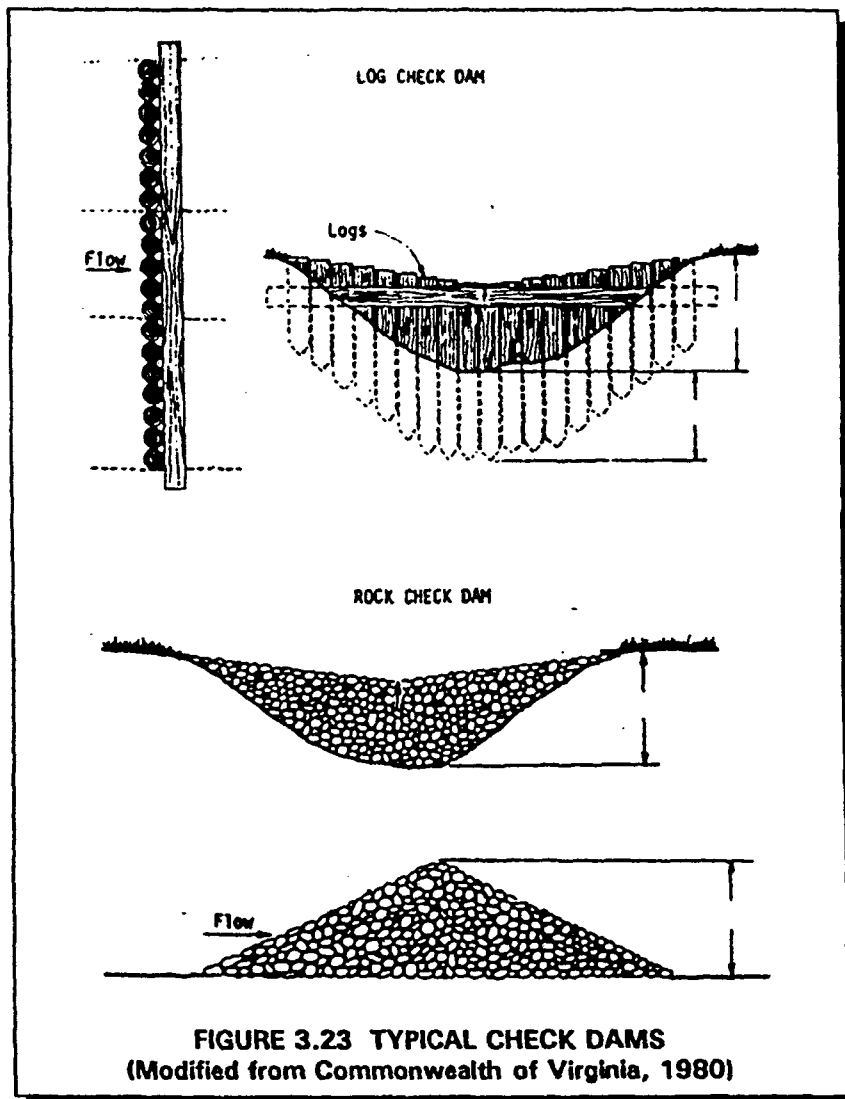 LOG CHECK DAM
Logs
Flow
ROCK CHECK DAM
Flow
FIGURE 3.23 TYPICAL CHECK DAMS
(Modified from Commonwealth of Virginia, 1980)